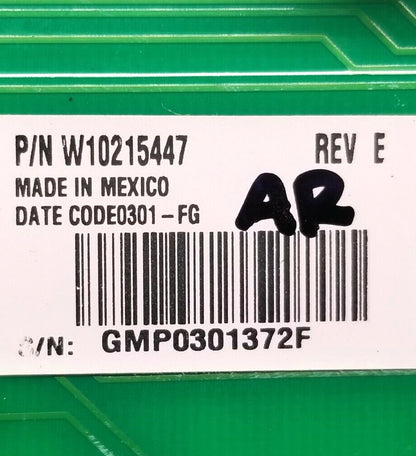 P/N W10215447 REV E
MADE IN MEXICO
DATE CODE0301-FG
AR
S/N: GMP0301372F